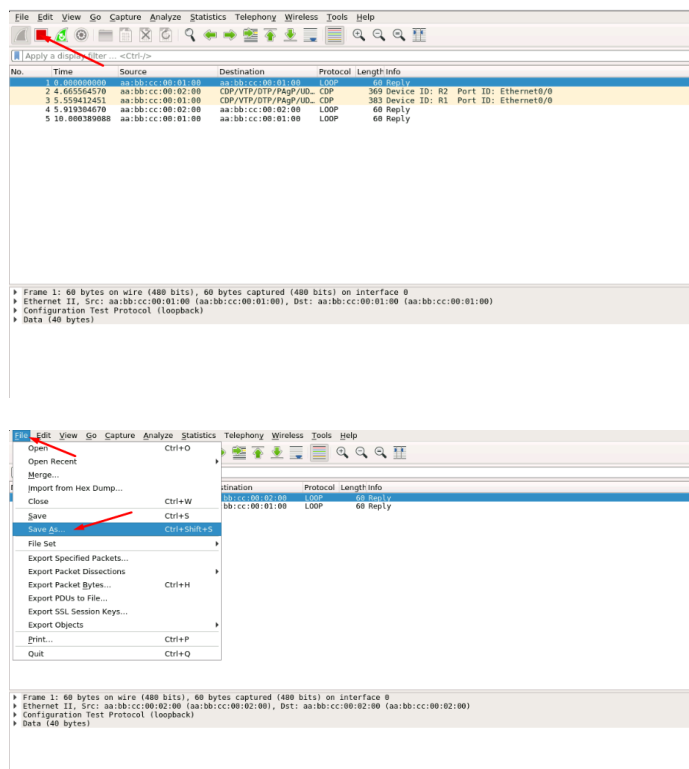 File Edit View Go Capture Analyze Statistics Telephony Wireless Tools Help
Apply a display filter ... <Ctrl-/>
No. Time Source Destination Protocol Length Info
1 0.000000000 aa:bb:cc:00:01:00 aa:bb:cc:00:01:00 LOOP 60 Reply
2 4.665564570 aa:bb:cc:00:02:00 CDP/VTP/DTP/PAgP/UD… CDP 369 Device ID: R2 Port ID: Ethernet0/0
3 5.559412451 aa:bb:cc:00:01:00 CDP/VTP/DTP/PAgP/UD… CDP 383 Device ID: R1 Port ID: Ethernet0/0
4 5.919304670 aa:bb:cc:00:02:00 aa:bb:cc:00:02:00 LOOP 60 Reply
5 10.000389088 aa:bb:cc:00:01:00 aa:bb:cc:00:01:00 LOOP 60 Reply
Frame 1: 60 bytes on wire (480 bits), 60 bytes captured (480 bits) on interface 0
Ethernet II, Src: aa:bb:cc:00:01:00 (aa:bb:cc:00:01:00), Dst: aa:bb:cc:00:01:00 (aa:bb:cc:00:01:00)
Configuration Test Protocol (loopback)
Data (40 bytes)
File Edit View Go Capture Analyze Statistics Telephony Wireless Tools Help
Open Ctrl+O
Open Recent
Merge...
Import from Hex Dump...
stination Protocol Length Info
Close Ctrl+W
bb:cc:00:02:00 LOOP 60 Reply
Save Ctrl+S
bb:cc:00:01:00 LOOP 60 Reply
Save As... Ctrl+Shift+S
File Set
Export Specified Packets...
Export Packet Dissections
Export Packet Bytes... Ctrl+H
Export PDUs to File...
Export SSL Session Keys...
Export Objects
Print... Ctrl+P
Quit Ctrl+Q
Frame 1: 60 bytes on wire (480 bits), 60 bytes captured (480 bits) on interface 0
Ethernet II, Src: aa:bb:cc:00:02:00 (aa:bb:cc:00:02:00), Dst: aa:bb:cc:00:02:00 (aa:bb:cc:00:02:00)
Configuration Test Protocol (loopback)
Data (40 bytes)